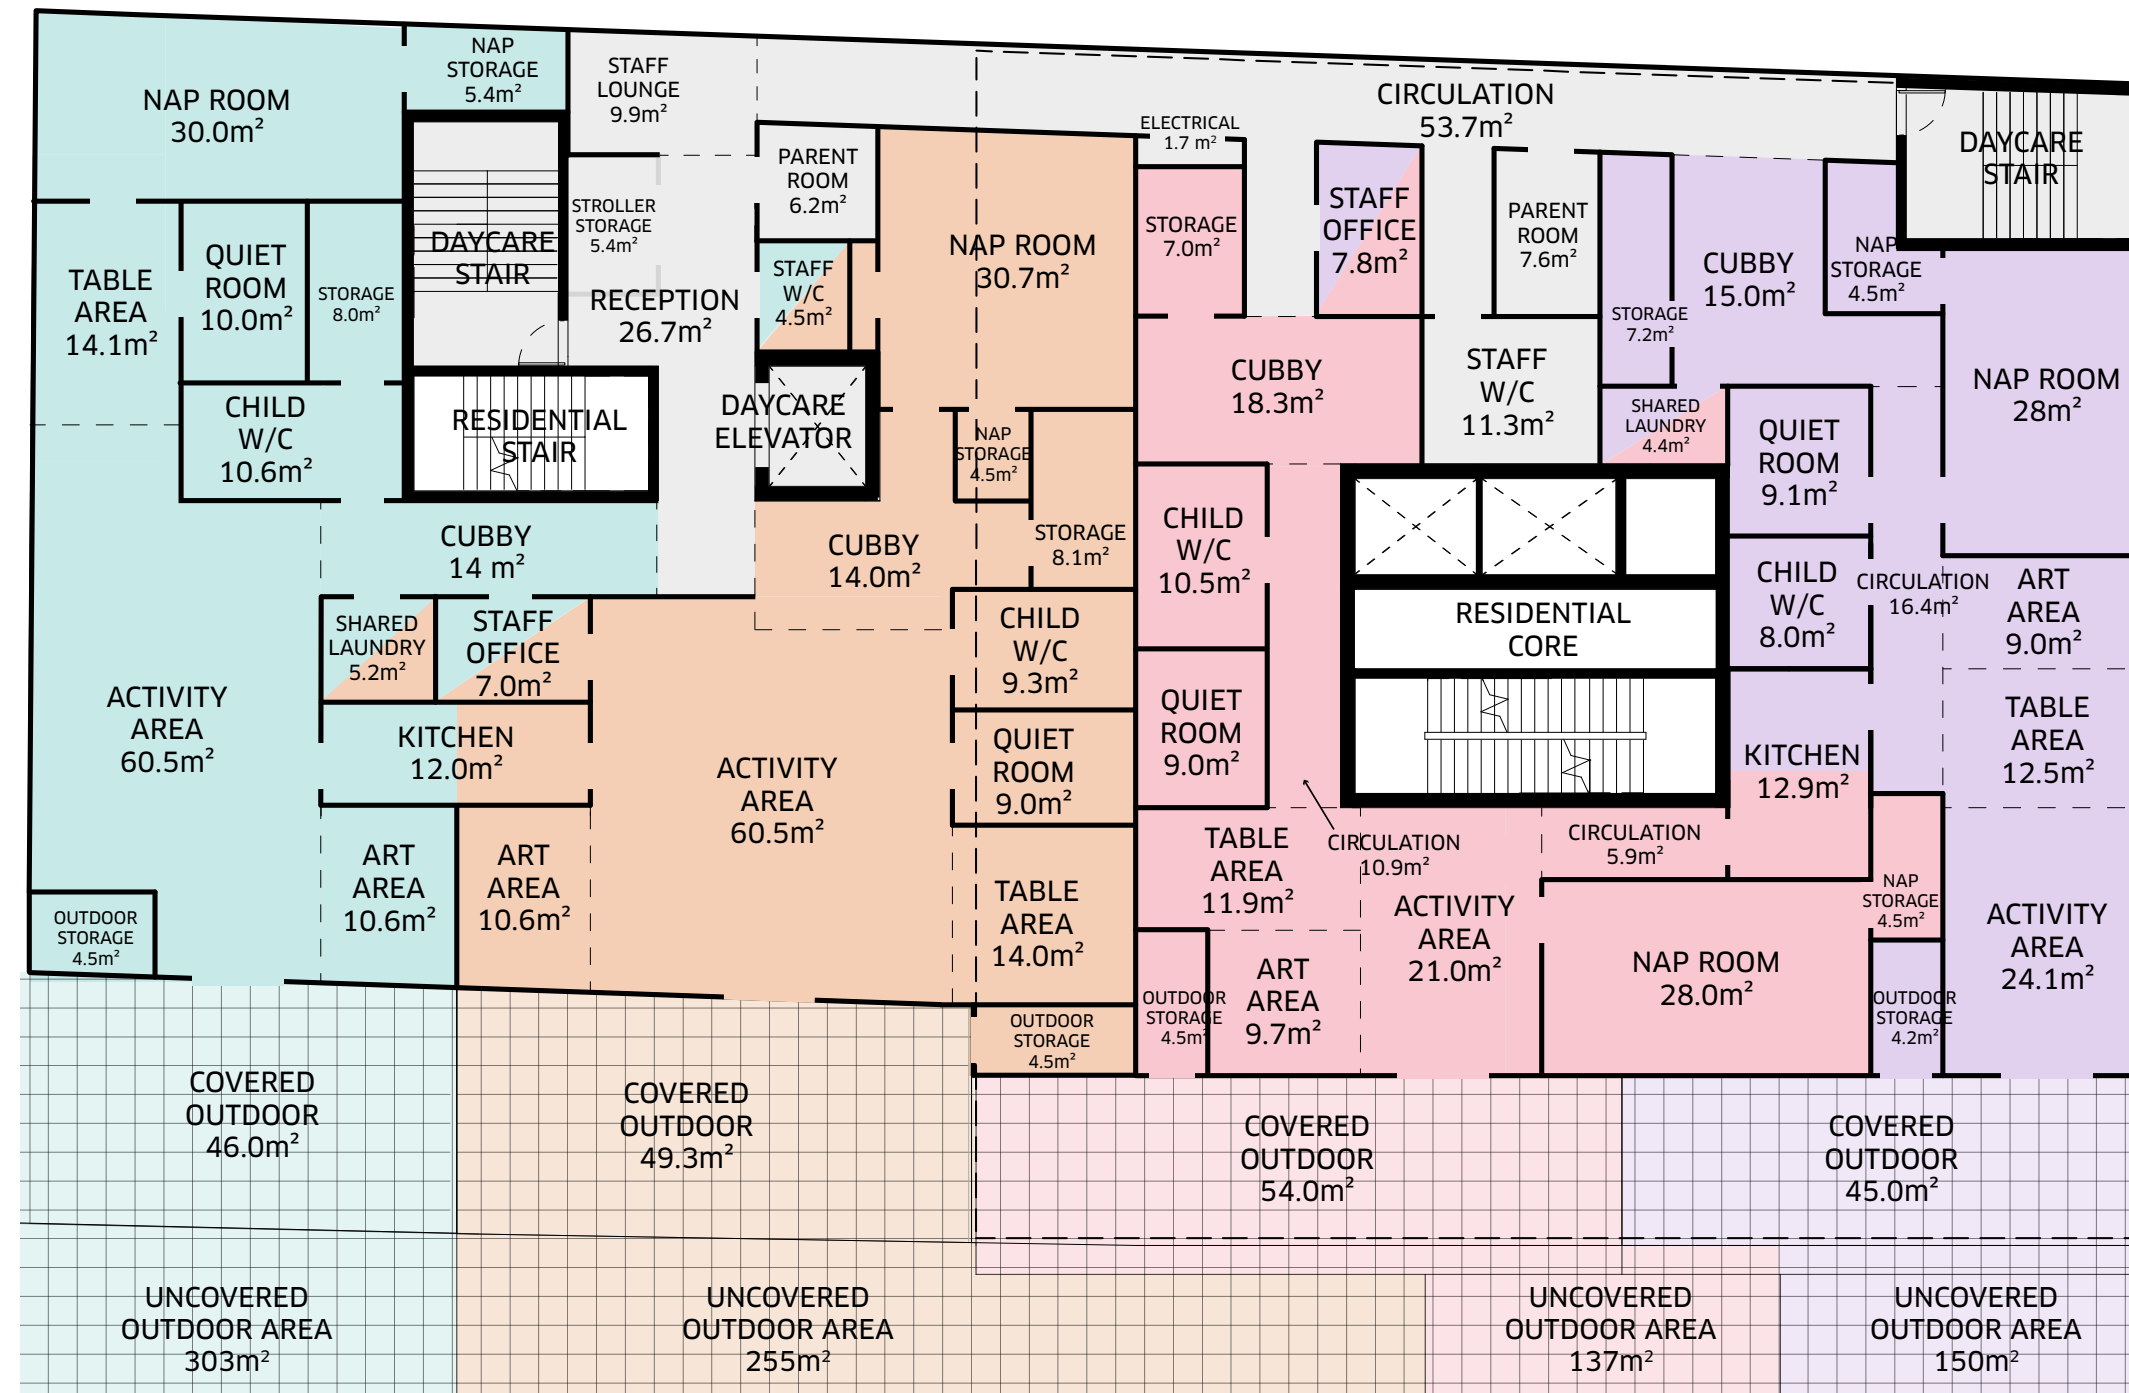 NAP ROOM
30.0m²
NAP
STORAGE
5.4m²
STAFF
LOUNGE
9.9m²
CIRCULATION
53.7m²
ELECTRICAL
1.7 m²
DAYCARE
STAIR
PARENT
ROOM
6.2m²
STROLLER
STORAGE
5.4m²
DAYCARE
STAIR
TABLE
AREA
14.1m²
QUIET
ROOM
10.0m²
STORAGE
8.0m²
RECEPTION
26.7m²
STAFF
W/C
4.5m²
NAP ROOM
30.7m²
STORAGE
7.0m²
STAFF
OFFICE
7.8m²
PARENT
ROOM
7.6m²
STORAGE
7.2m²
CUBBY
15.0m²
NAP
STORAGE
4.5m²
NAP ROOM
28m²
CHILD
W/C
10.6m²
RESIDENTIAL
STAIR
DAYCARE
ELEVATOR
NAP
STORAGE
4.5m²
CUBBY
18.3m²
STAFF
W/C
11.3m²
SHARED
LAUNDRY
4.4m²
QUIET
ROOM
9.1m²
CUBBY
14 m²
CUBBY
14.0m²
STORAGE
8.1m²
CHILD
W/C
10.5m²
RESIDENTIAL
CORE
CHILD
W/C
8.0m²
CIRCULATION
16.4m²
ART
AREA
9.0m²
SHARED
LAUNDRY
5.2m²
STAFF
OFFICE
7.0m²
CHILD
W/C
9.3m²
ACTIVITY
AREA
60.5m²
KITCHEN
12.0m²
ACTIVITY
AREA
60.5m²
QUIET
ROOM
9.0m²
QUIET
ROOM
9.0m²
KITCHEN
12.9m²
TABLE
AREA
12.5m²
ART
AREA
10.6m²
ART
AREA
10.6m²
TABLE
AREA
14.0m²
TABLE
AREA
11.9m²
CIRCULATION
10.9m²
CIRCULATION
5.9m²
ACTIVITY
AREA
21.0m²
NAP
STORAGE
4.5m²
ACTIVITY
AREA
24.1m²
OUTDOOR
STORAGE
4.5m²
OUTDOOR
STORAGE
4.5m²
OUTDOOR
STORAGE
4.5m²
ART
AREA
9.7m²
NAP ROOM
28.0m²
OUTDOOR
STORAGE
4.2m²
COVERED
OUTDOOR
46.0m²
COVERED
OUTDOOR
49.3m²
COVERED
OUTDOOR
54.0m²
COVERED
OUTDOOR
45.0m²
UNCOVERED
OUTDOOR AREA
303m²
UNCOVERED
OUTDOOR AREA
255m²
UNCOVERED
OUTDOOR AREA
137m²
UNCOVERED
OUTDOOR AREA
150m²